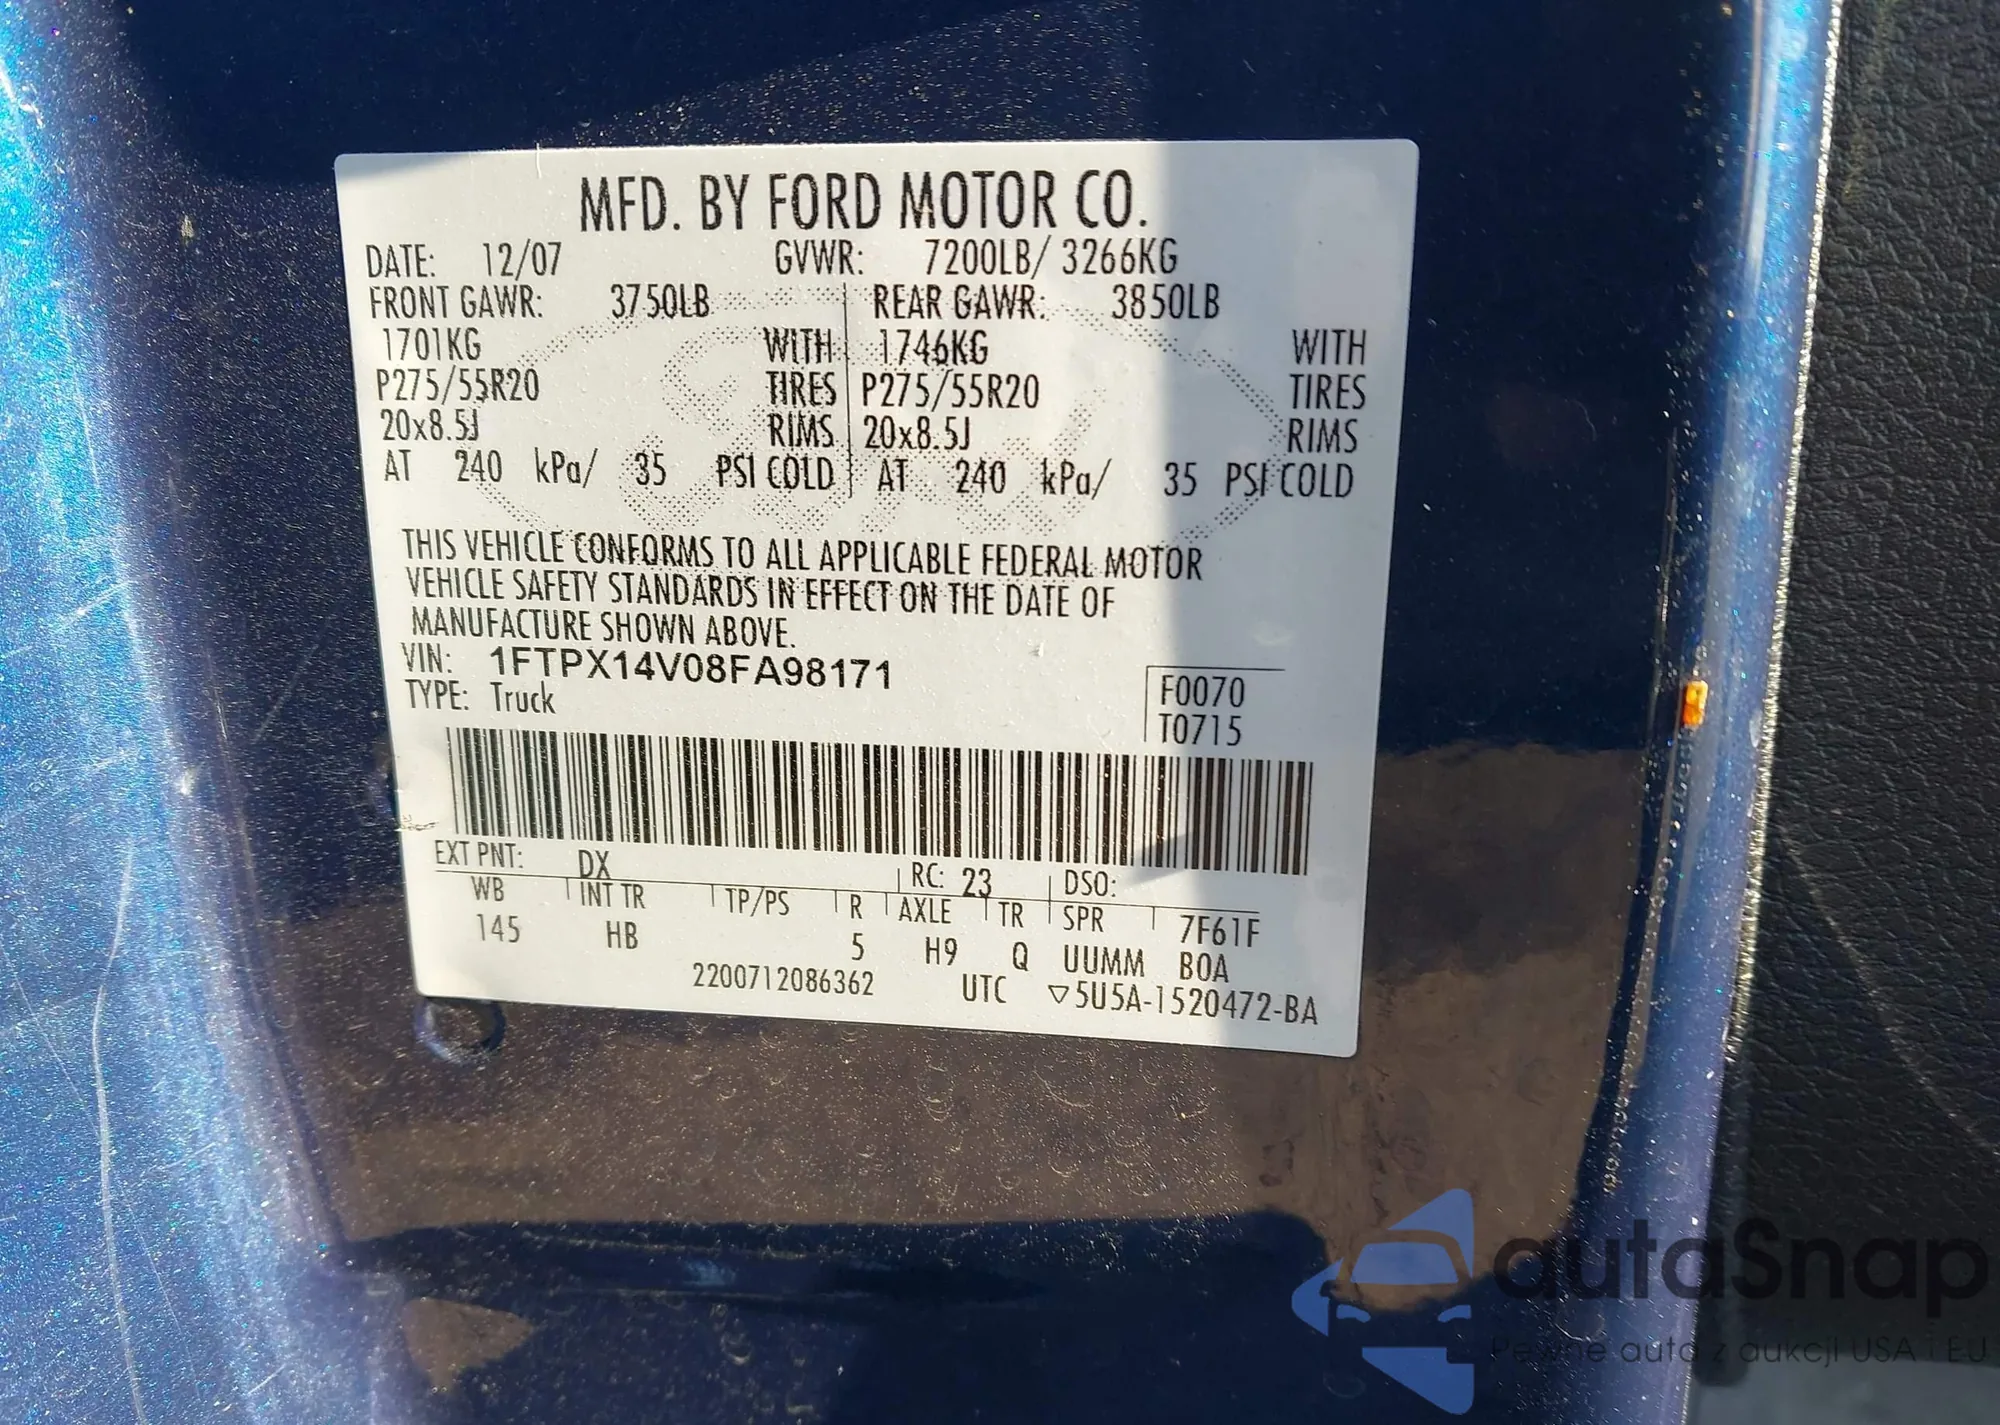 MFD. BY FORD MOTOR CO.
DATE: 12/07 GVWR: 7200LB/ 3266KG
FRONT GAWR: 3750LB REAR GAWR: 3850LB
1701KG WITH 1746KG WITH
P275/55R20 TIRES P275/55R20 TIRES
20x8.5J RIMS 20x8.5J RIMS
AT 240 kPa/ 35 PSI COLD AT 240 kPa/ 35 PSI COLD
THIS VEHICLE CONFORMS TO ALL APPLICABLE FEDERAL MOTOR
VEHICLE SAFETY STANDARDS IN EFFECT ON THE DATE OF
MANUFACTURE SHOWN ABOVE.
VIN: 1FTPX14V08FA98171
TYPE: Truck
F0070
T0715
EXT PNT: DX RC: 23 DSO:
WB INT TR TP/PS R AXLE TR SPR 7F61F
145 HB 5 H9 Q UUMM BOA
2200712086362 UTC ▽5U5A-1520472-BA
autaSnap
Pewne auta z aukcji USA i EU